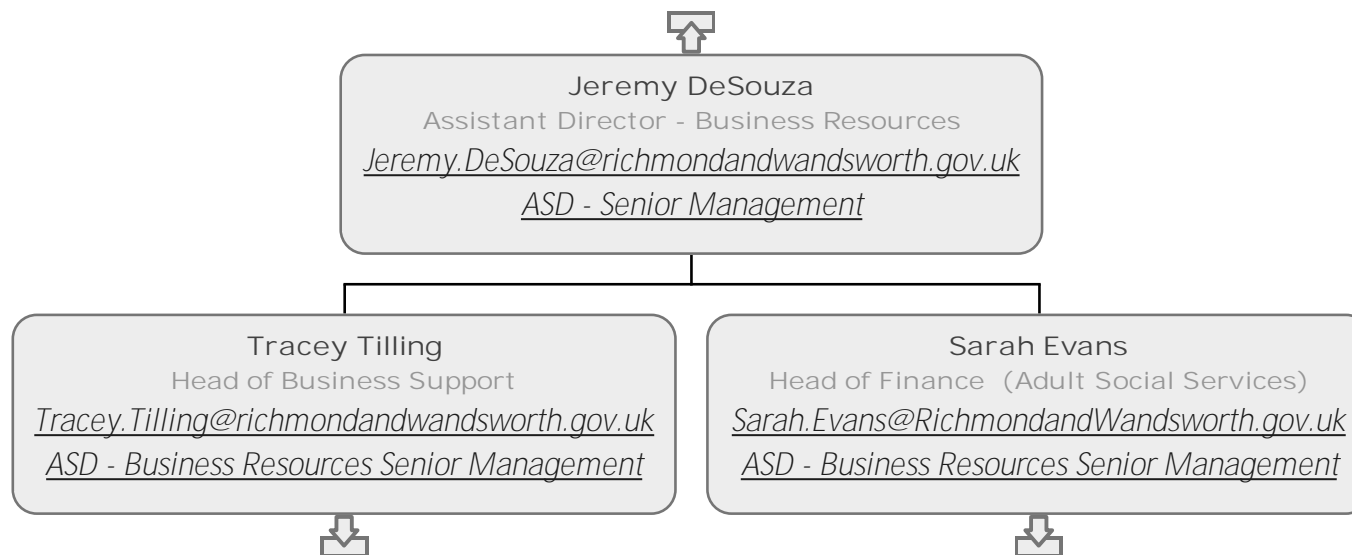 Jeremy DeSouza
Assistant Director - Business Resources
Jeremy.DeSouza@richmondandwandsworth.gov.uk
ASD - Senior Management
Tracey Tilling
Head of Business Support
Tracey.Tilling@richmondandwandsworth.gov.uk
ASD - Business Resources Senior Management
Sarah Evans
Head of Finance (Adult Social Services)
Sarah.Evans@RichmondandWandsworth.gov.uk
ASD - Business Resources Senior Management